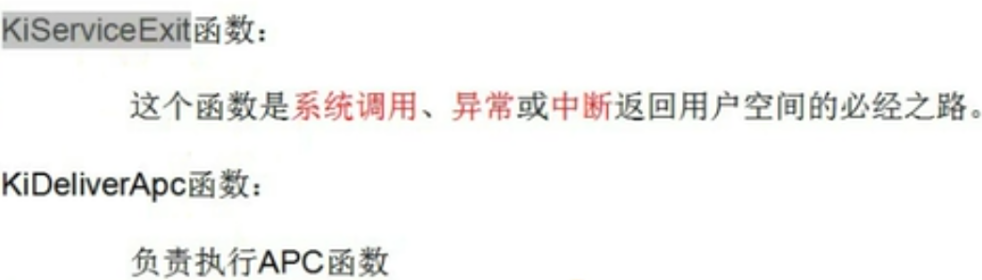 KiServiceExit函数：
这个函数是系统调用、异常或中断返回用户空间的必经之路。
KiDeliverApc函数：
负责执行APC函数